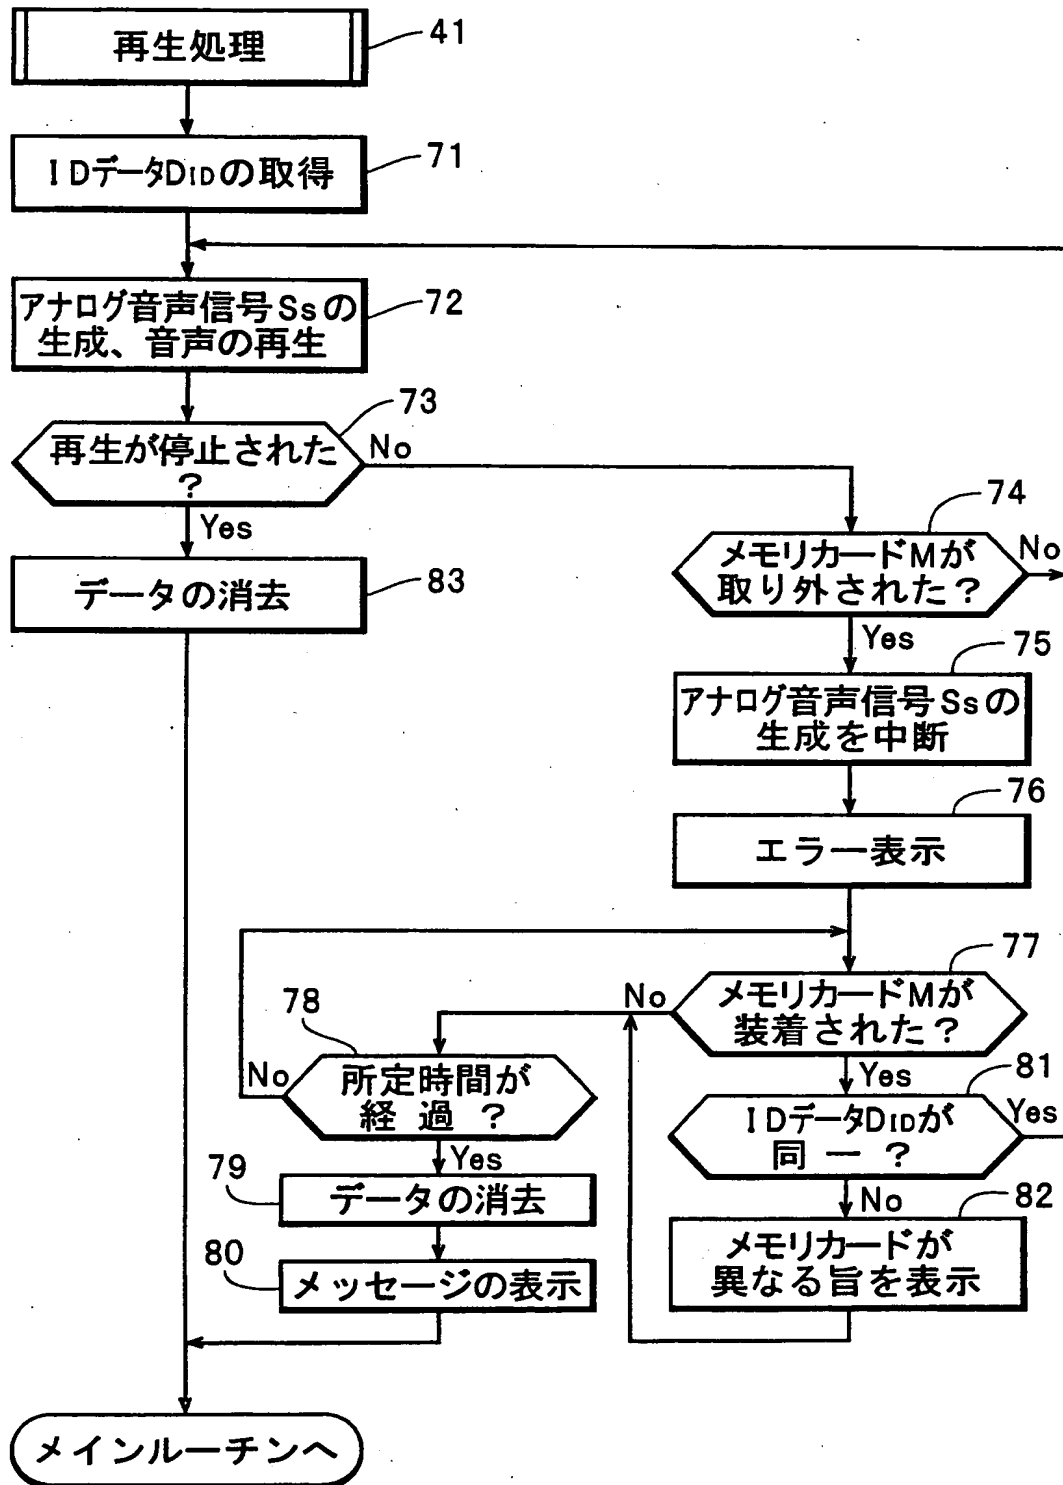 再生処理
41
IDデータDIDの取得
71
アナログ音声信号Ssの
生成、音声の再生
72
再生が停止された
?
73
No
Yes
データの消去
83
メモリカードMが
取り外された?
74
No
Yes
アナログ音声信号Ssの
生成を中断
75
エラー表示
76
メモリカードMが
装着された?
77
No
Yes
所定時間が
経過?
78
No
Yes
データの消去
79
メッセージの表示
80
IDデータDIDが
同一?
81
Yes
No
メモリカードが
異なる旨を表示
82
メインルーチンへ